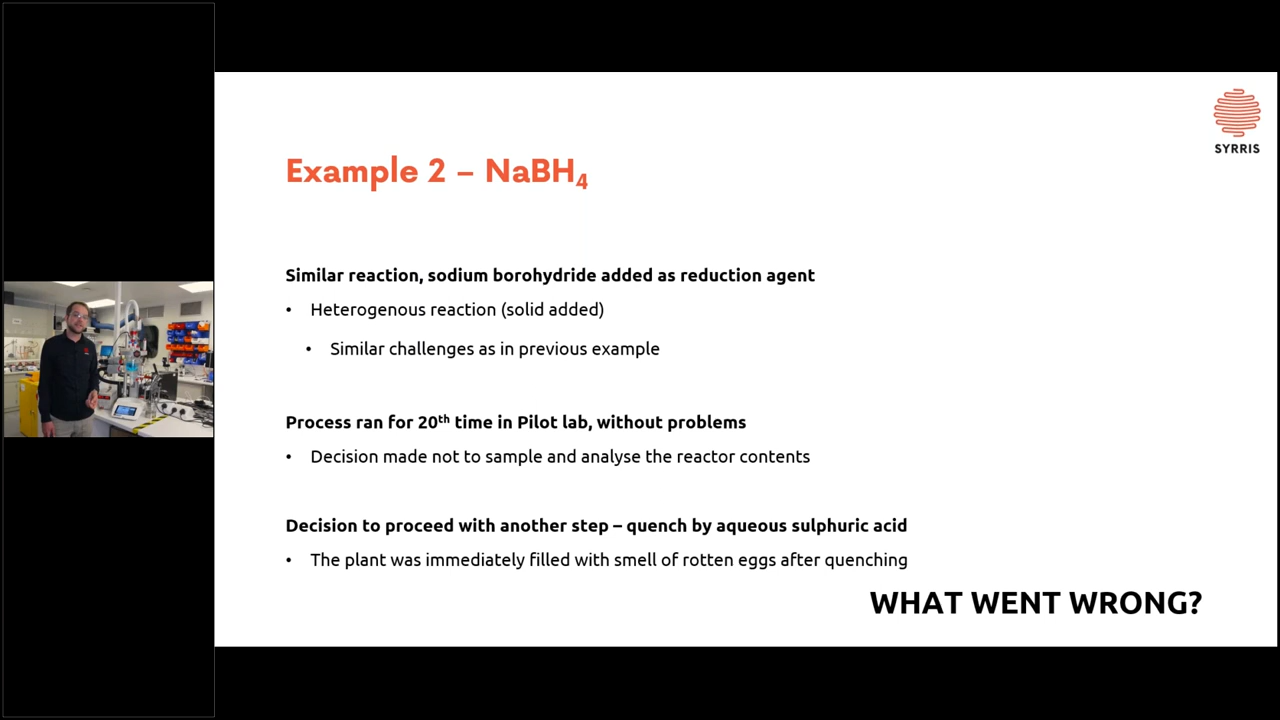 SYRRIS
Example 2 – NaBH₄
Similar reaction, sodium borohydride added as reduction agent
• Heterogenous reaction (solid added)
• Similar challenges as in previous example
Process ran for 20th time in Pilot lab, without problems
• Decision made not to sample and analyse the reactor contents
Decision to proceed with another step – quench by aqueous sulphuric acid
• The plant was immediately filled with smell of rotten eggs after quenching
WHAT WENT WRONG?